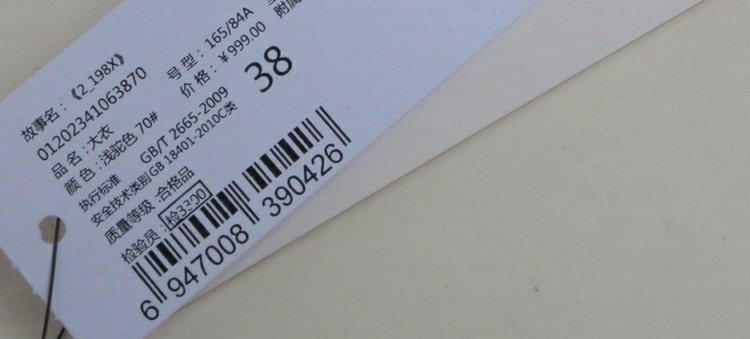 故事名：《2_198X》
01202341063870
品名：大衣
颜色：浅驼色 70#
执行标准 GB/T 2665-2009
安全技术类别GB 18401-2010C类
质量等级：合格品
检验员：检3300
号型：165/84A
价格：￥999.00
38
6 947008 390426